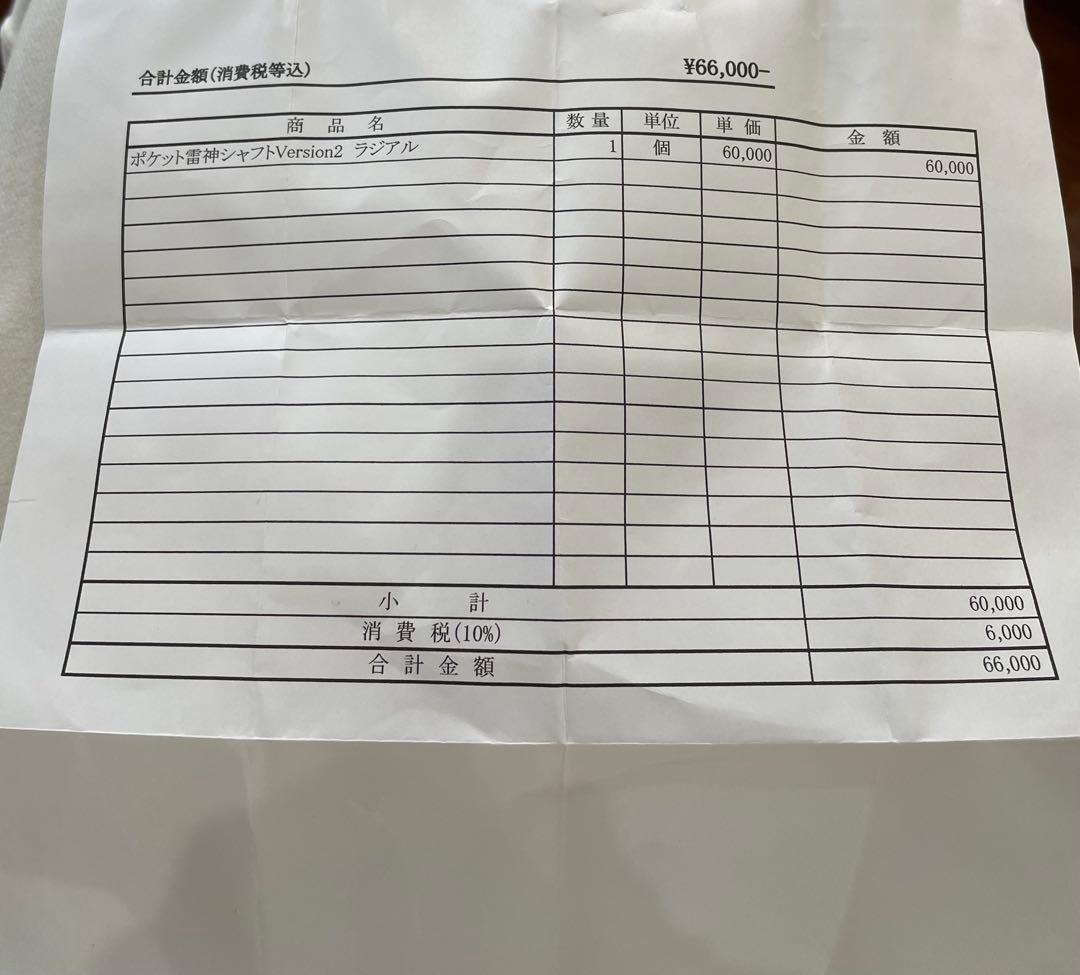 合計金額(消費税等込) ¥66,000-
商 品 名 数 量 単位 単 価 金 額
ポケット雷神シャフトVersion2 ラジアル 1 個 60,000 60,000
小 計 60,000
消 費 税(10%) 6,000
合 計 金 額 66,000